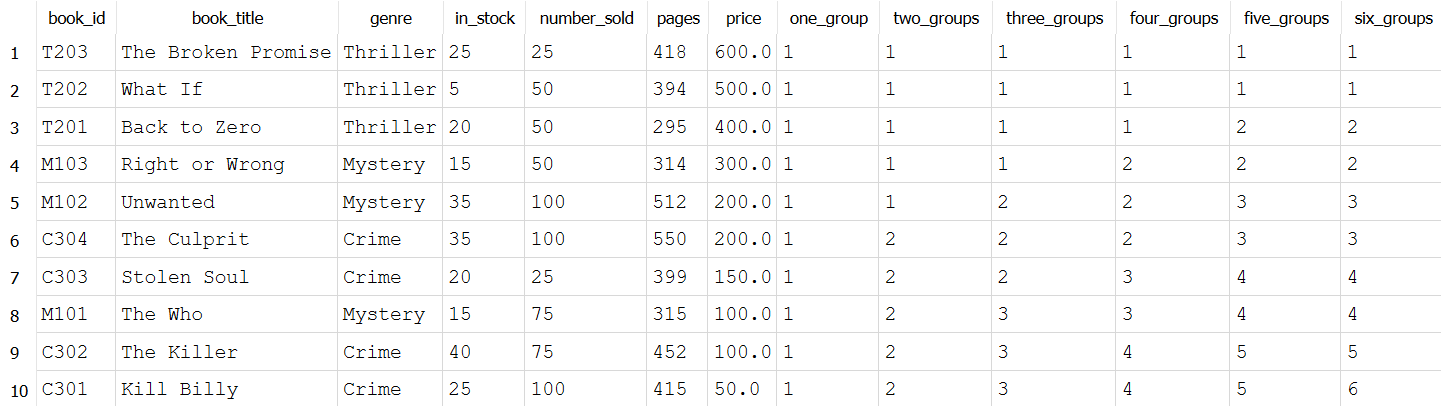 book_id book_title genre in_stock number_sold pages price one_group two_groups three_groups four_groups five_groups six_groups
1 T203 The Broken Promise Thriller 25 25 418 600.0 1 1 1 1 1 1
2 T202 What If Thriller 5 50 394 500.0 1 1 1 1 1 1
3 T201 Back to Zero Thriller 20 50 295 400.0 1 1 1 1 2 2
4 M103 Right or Wrong Mystery 15 50 314 300.0 1 1 1 2 2 2
5 M102 Unwanted Mystery 35 100 512 200.0 1 1 2 2 3 3
6 C304 The Culprit Crime 35 100 550 200.0 1 2 2 2 3 3
7 C303 Stolen Soul Crime 20 25 399 150.0 1 2 2 3 4 4
8 M101 The Who Mystery 15 75 315 100.0 1 2 3 3 4 4
9 C302 The Killer Crime 40 75 452 100.0 1 2 3 4 5 5
10 C301 Kill Billy Crime 25 100 415 50.0 1 2 3 4 5 6